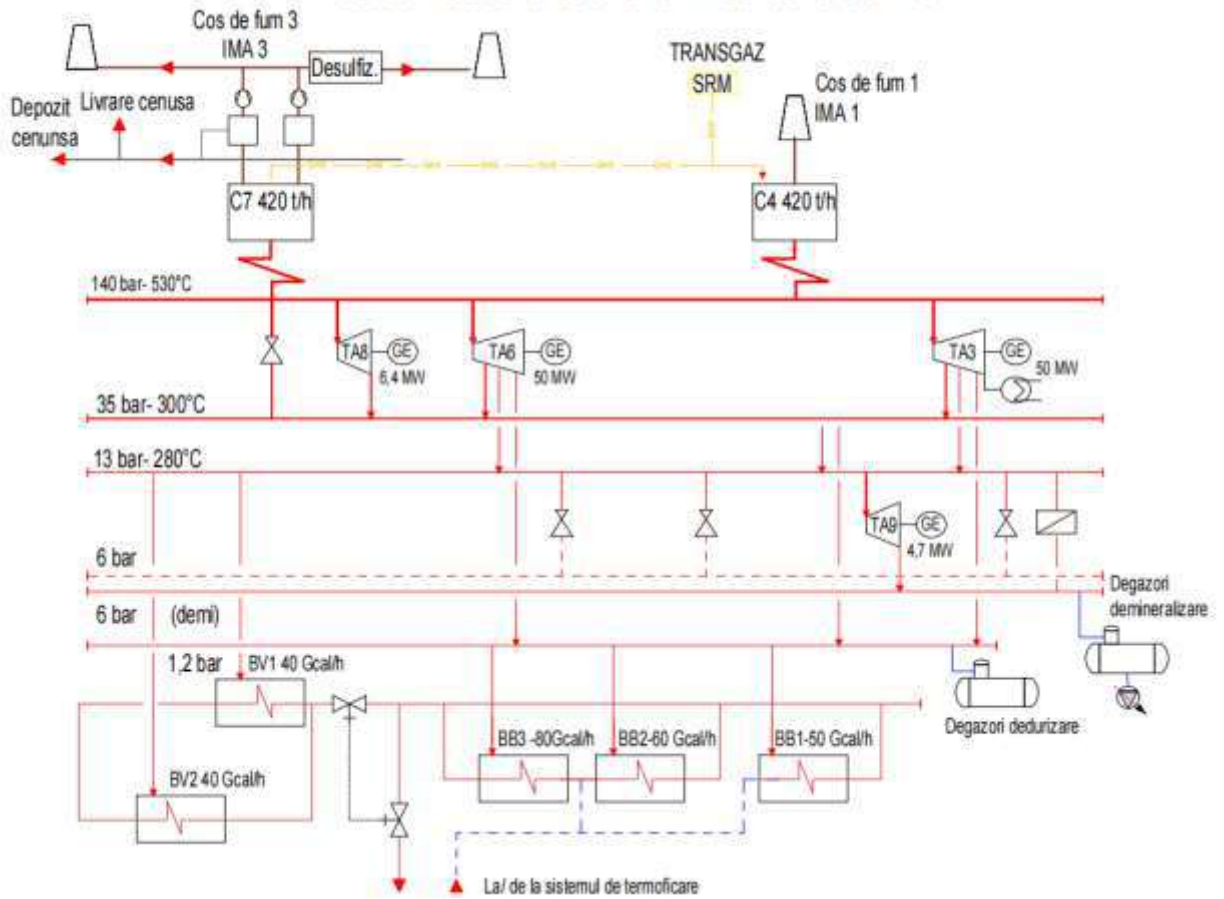 Cos de fum 3
IMA 3
Desulfiz.
TRANSGAZ
SRM
Cos de fum 1
IMA 1
Depozit
cenunsa
Livrare cenusa
C7 420 t/h
C4 420 t/h
140 bar- 530°C
TA8
GE
6,4 MW
TA6
GE
50 MW
TA3
GE
50 MW
35 bar- 300°C
13 bar- 280°C
TA9
GE
4,7 MW
6 bar
Degazori
demineralizare
6 bar (demi)
1,2 bar
BV1 40 Gcal/h
Degazori dedurizare
BB3 -80Gcal/h
BB2-60 Gcal/h
BB1-50 Gcal/h
BV2 40 Gcal/h
La/ de la sistemul de termoficare